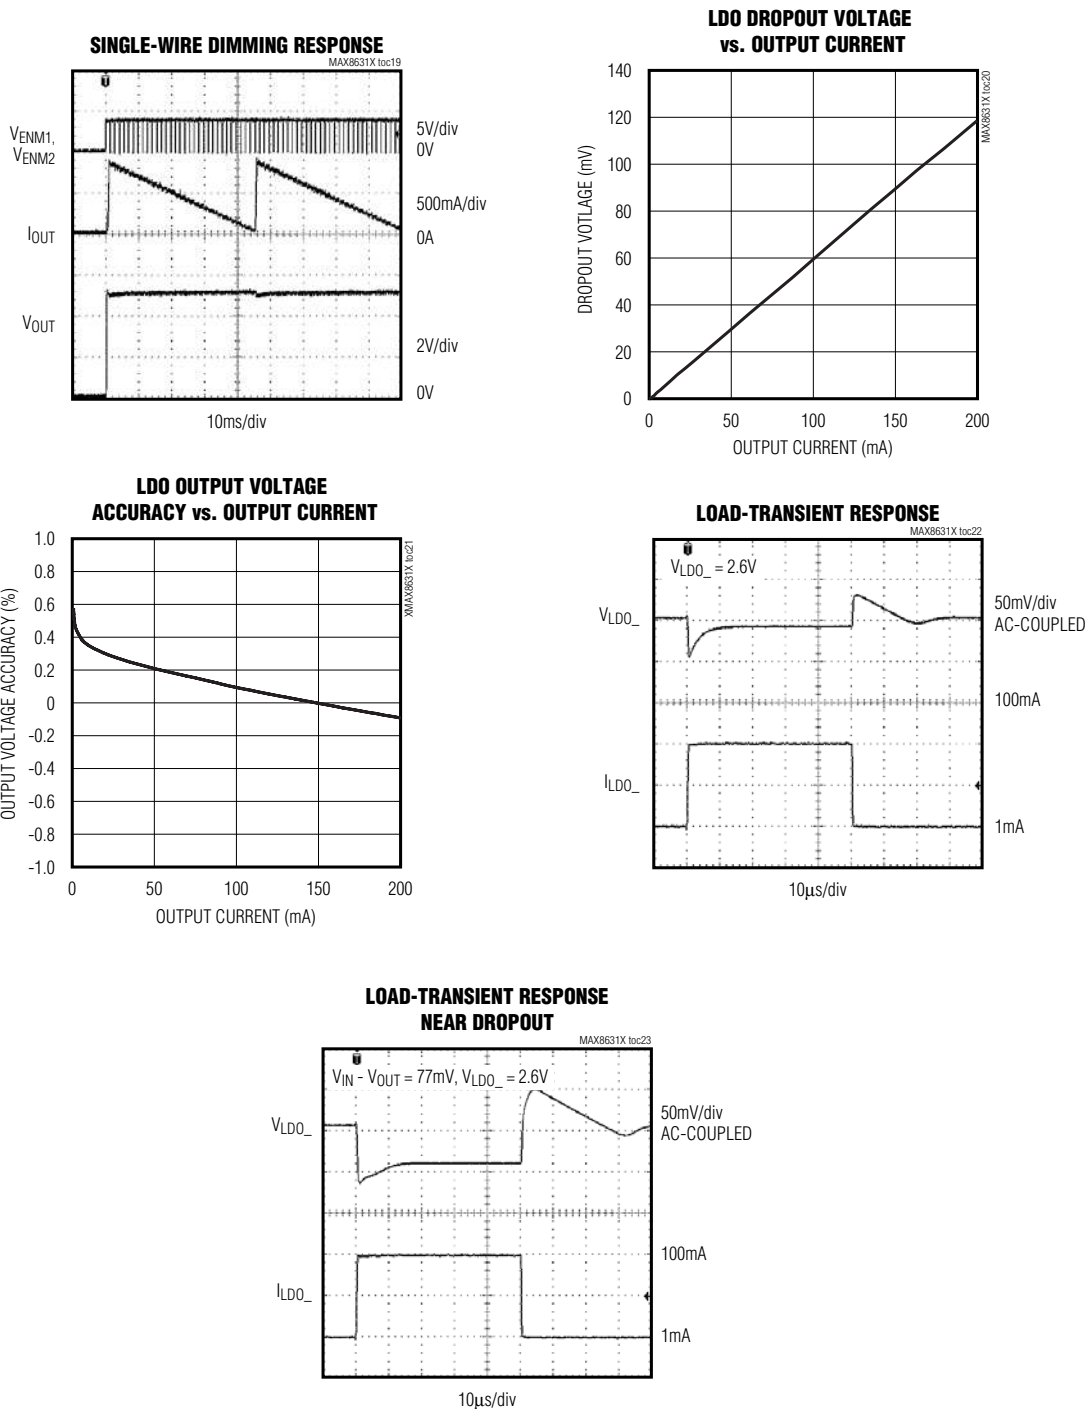 SINGLE-WIRE DIMMING RESPONSE
MAX8631X toc19
VENM1,
VENM2
5V/div
0V
500mA/div
IOUT
0A
VOUT
2V/div
0V
10ms/div
LDO DROPOUT VOLTAGE
vs. OUTPUT CURRENT
MAX8631X toc20
DROPOUT VOTLAGE (mV)
140
120
100
80
60
40
20
0
0 50 100 150 200
OUTPUT CURRENT (mA)
LDO OUTPUT VOLTAGE
ACCURACY vs. OUTPUT CURRENT
XMAX8631X toc21
OUTPUT VOLTAGE ACCURACY (%)
1.0
0.8
0.6
0.4
0.2
0
-0.2
-0.4
-0.6
-0.8
-1.0
0 50 100 150 200
OUTPUT CURRENT (mA)
LOAD-TRANSIENT RESPONSE
MAX8631X toc22
VLDO_ = 2.6V
VLDO_
50mV/div
AC-COUPLED
100mA
ILDO_
1mA
10µs/div
LOAD-TRANSIENT RESPONSE
NEAR DROPOUT
MAX8631X toc23
VIN - VOUT = 77mV, VLDO_ = 2.6V
VLDO_
50mV/div
AC-COUPLED
100mA
ILDO_
1mA
10µs/div